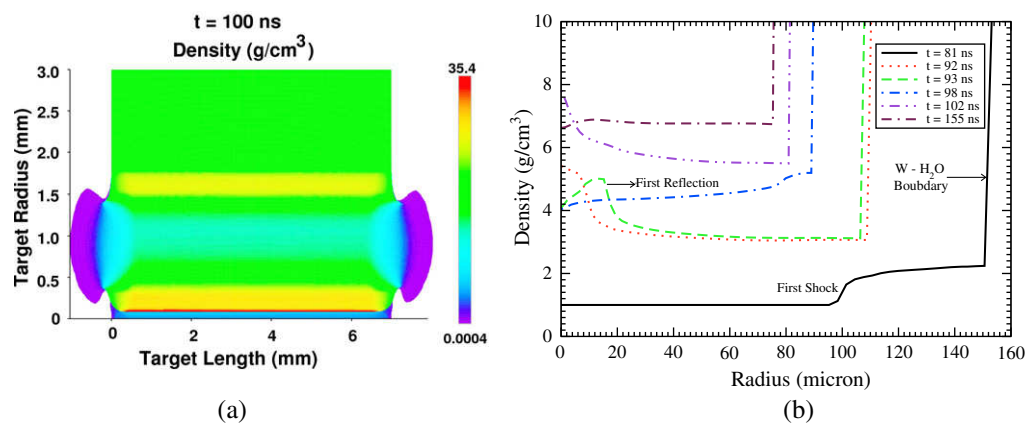 t = 100 ns
Density (g/cm³)
35.4
0.0004
3.0
2.5
2.0
1.5
1.0
0.5
0
Target Radius (mm)
0 2 4 6
Target Length (mm)
(a)
10
8
6
4
2
0
Density (g/cm³)
t = 81 ns
t = 92 ns
t = 93 ns
t = 98 ns
t = 102 ns
t = 155 ns
First Reflection
W - H₂O
Boubdary
First Shock
0 20 40 60 80 100 120 140 160
Radius (micron)
(b)